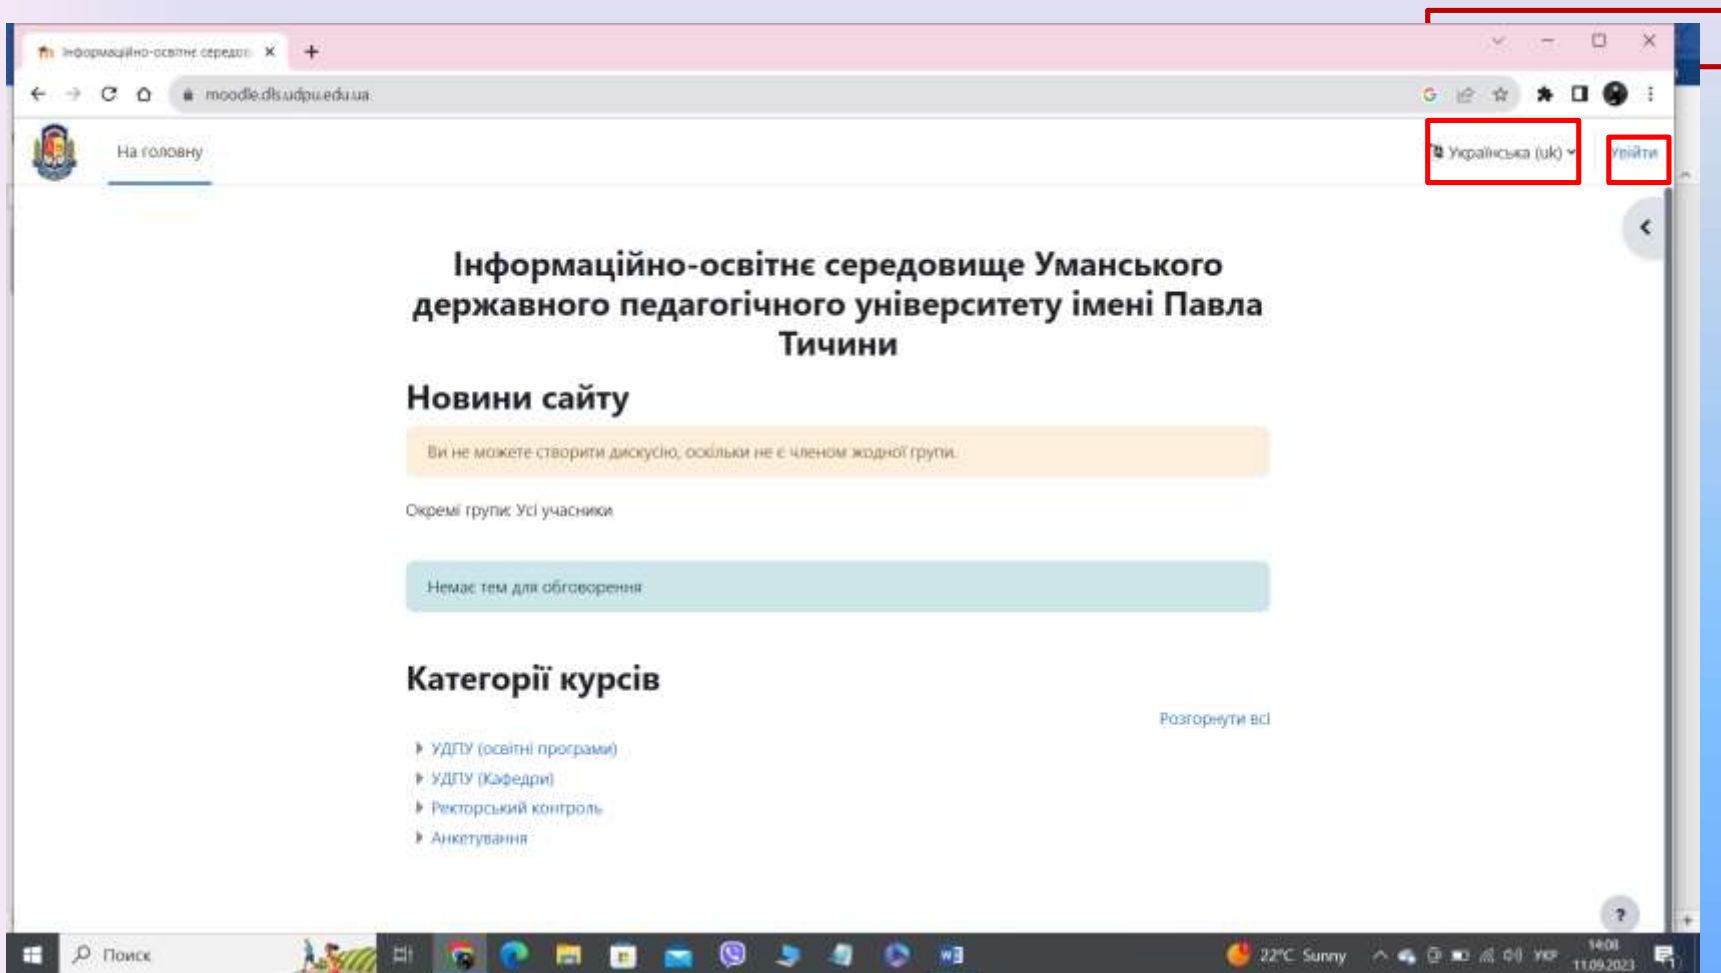 Інформаційно-освітнє середов
moodle.dls.udpu.edu.ua
На головну
Українська (uk)
Увійти
Інформаційно-освітнє середовище Уманського
державного педагогічного університету імені Павла
Тичини
Новини сайту
Ви не можете створити дискусію, оскільки не є членом жодної групи.
Окремі групи: Усі учасники
Немає тем для обговорення
Категорії курсів
Розгорнути всі
УДПУ (освітні програми)
УДПУ (Кафедри)
Ректорський контроль
Анкетування
?
Поиск
22°C Sunny
УКР
14:08
11.09.2023